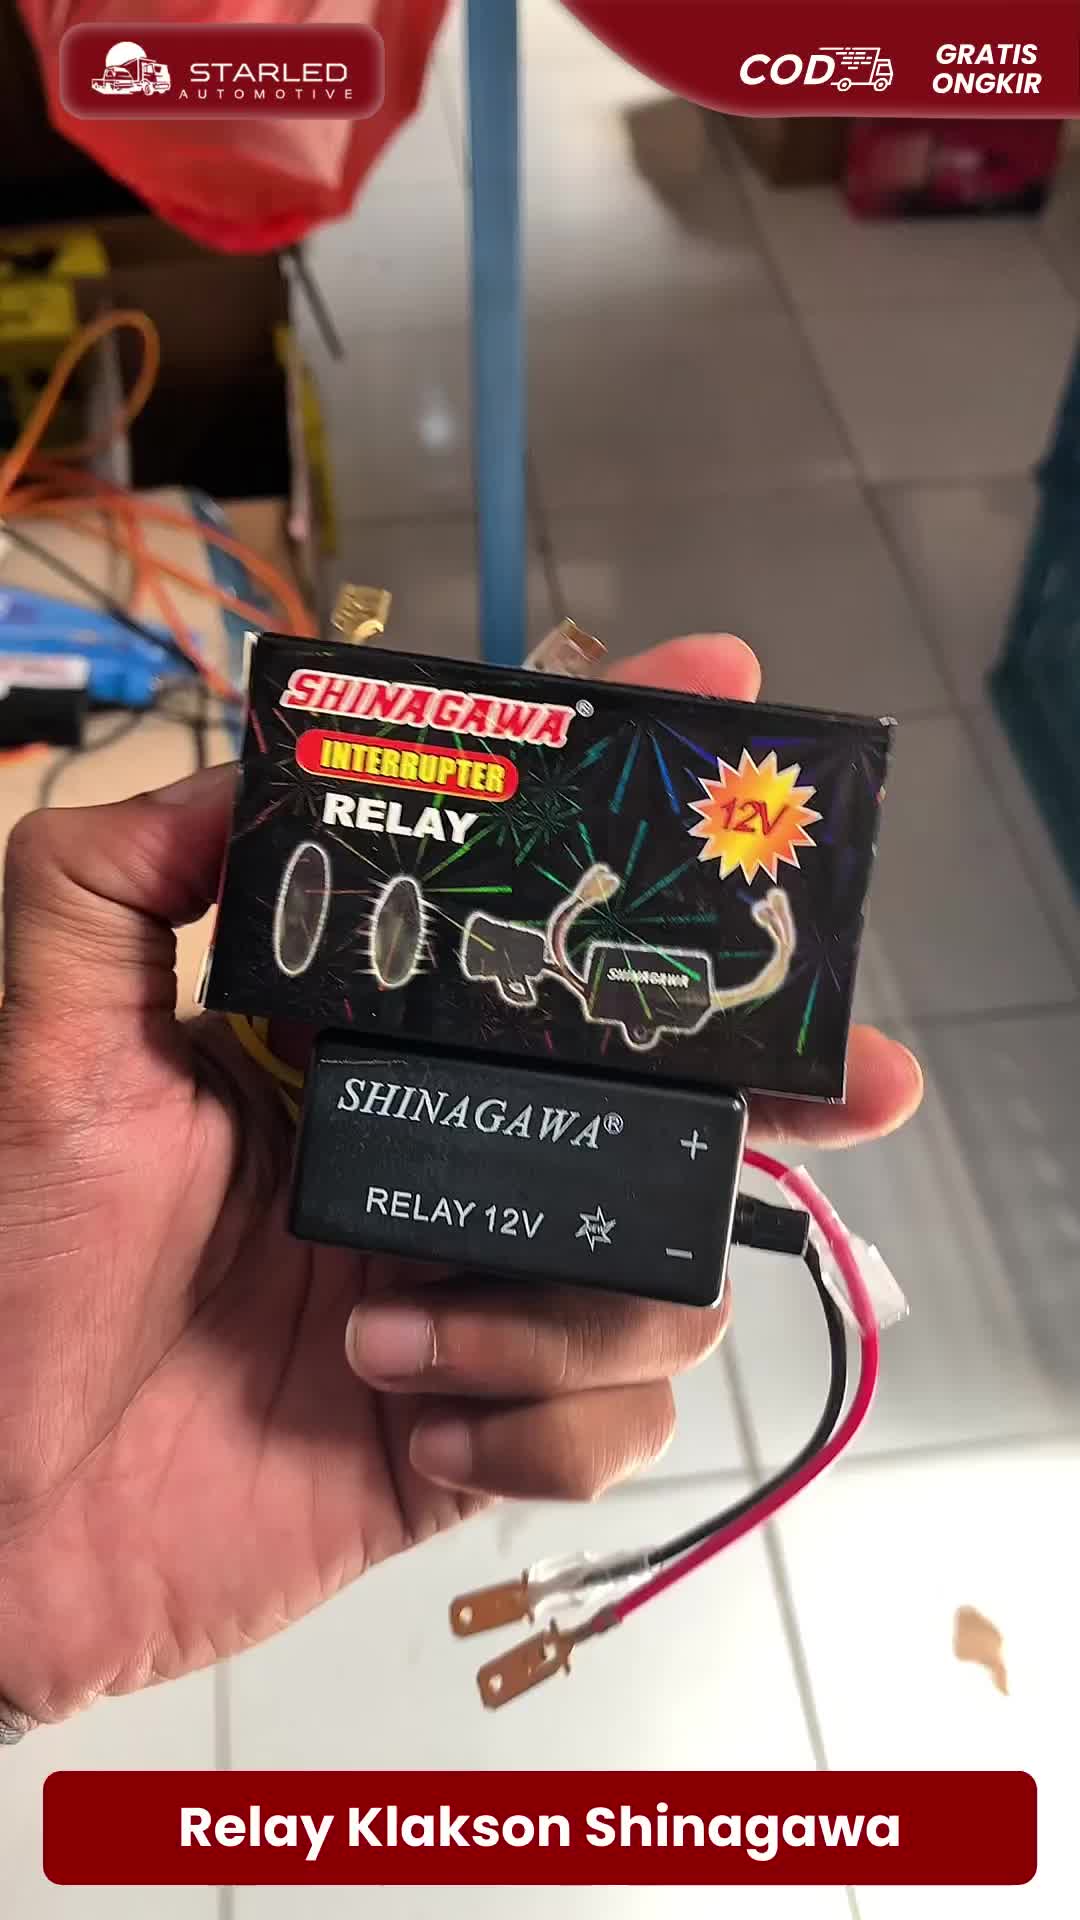 STARLED
AUTOMOTIVE
COD
GRATIS
ONGKIR
SHINAGAWA®
INTERRUPTER
RELAY
12V
SHINAGAWA
SHINAGAWA®
+
RELAY 12V
−
Relay Klakson Shinagawa